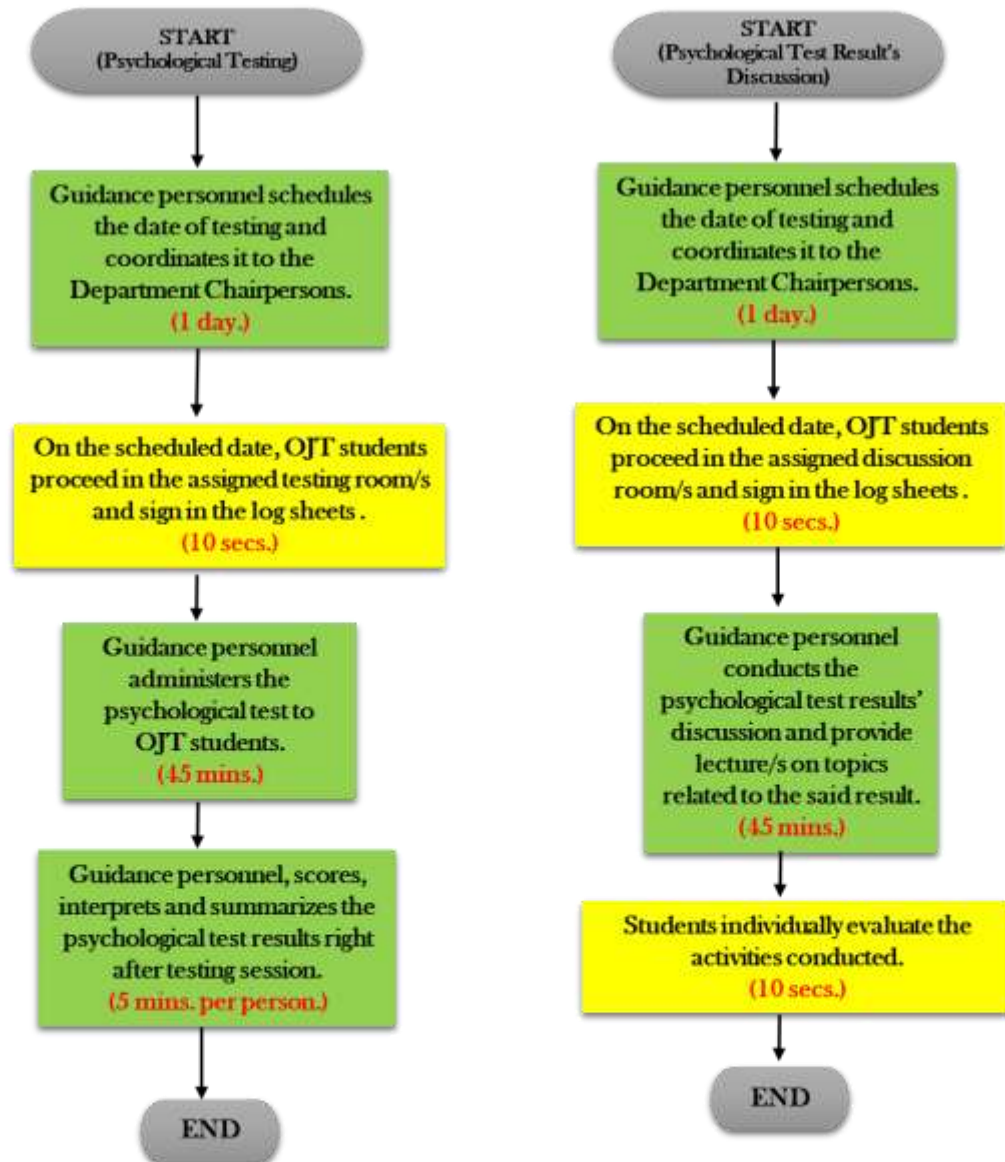 START
(Psychological Testing)
Guidance personnel schedules
the date of testing and
coordinates it to the
Department Chairpersons.
(1 day.)
On the scheduled date, OJT students
proceed in the assigned testing room/s
and sign in the log sheets .
(10 secs.)
Guidance personnel
administers the
psychological test to
OJT students.
(45 mins.)
Guidance personnel, scores,
interprets and summarizes the
psychological test results right
after testing session.
(5 mins. per person.)
END
START
(Psychological Test Result's
Discussion)
Guidance personnel schedules
the date of testing and
coordinates it to the
Department Chairpersons.
(1 day.)
On the scheduled date, OJT students
proceed in the assigned discussion
room/s and sign in the log sheets .
(10 secs.)
Guidance personnel
conducts the
psychological test results’
discussion and provide
lecture/s on topics
related to the said result.
(45 mins.)
Students individually evaluate the
activities conducted.
(10 secs.)
END